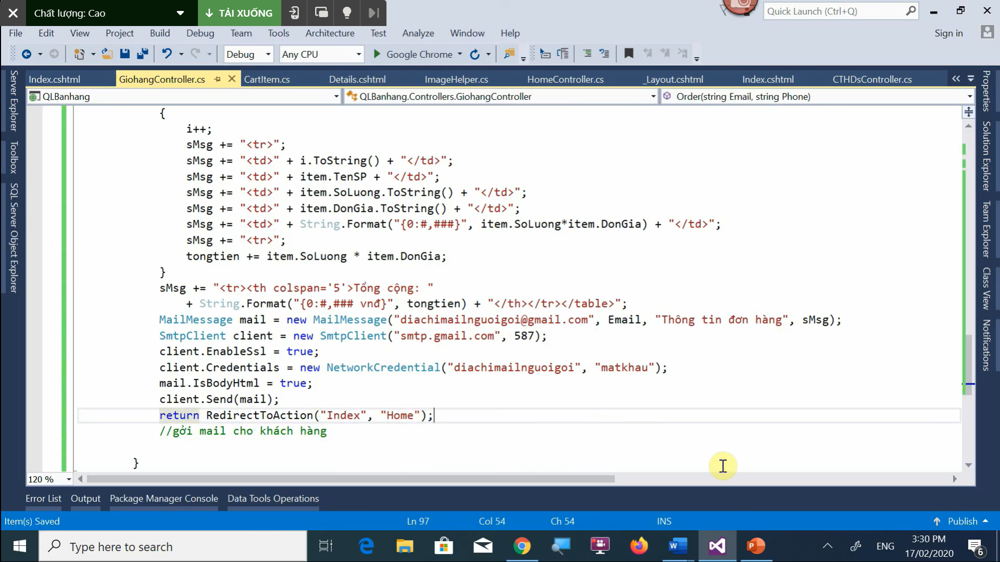 Chất lượng: Cao
TẢI XUỐNG
Quick Launch (Ctrl+Q)
File Edit View Project Build Debug Team Tools Architecture Test Analyze Window Help
Sign in
Debug Any CPU Google Chrome
Index.cshtml GiohangController.cs CartItem.cs Details.cshtml ImageHelper.cs HomeController.cs _Layout.cshtml Index.cshtml CTHDsController.cs
QLBanhang QLBanhang.Controllers.GiohangController Order(string Email, string Phone)
Server Explorer
Toolbox
SQL Server Object Explorer
{
i++;
sMsg += "<tr>";
sMsg += "<td>" + i.ToString() + "</td>";
sMsg += "<td>" + item.TenSP + "</td>";
sMsg += "<td>" + item.SoLuong.ToString() + "</td>";
sMsg += "<td>" + item.DonGia.ToString() + "</td>";
sMsg += "<td>" + String.Format("{0:#,###}", item.SoLuong*item.DonGia) + "</td>";
sMsg += "<tr>";
tongtien += item.SoLuong * item.DonGia;
}
sMsg += "<tr><th colspan='5'>Tổng cộng: "
+ String.Format("{0:#,### vnđ}", tongtien) + "</th></tr></table>";
MailMessage mail = new MailMessage("diachimailnguoigoi@gmail.com", Email, "Thông tin đơn hàng", sMsg);
SmtpClient client = new SmtpClient("smtp.gmail.com", 587);
client.EnableSsl = true;
client.Credentials = new NetworkCredential("diachimailnguoigoi", "matkhau");
mail.IsBodyHtml = true;
client.Send(mail);
return RedirectToAction("Index", "Home");
//gởi mail cho khách hàng
}
Properties
Solution Explorer
Team Explorer
Class View
Notifications
120 %
Error List Output Package Manager Console Data Tools Operations
Item(s) Saved Ln 97 Col 54 Ch 54 INS Publish
Type here to search
ENG
3:30 PM
17/02/2020
6